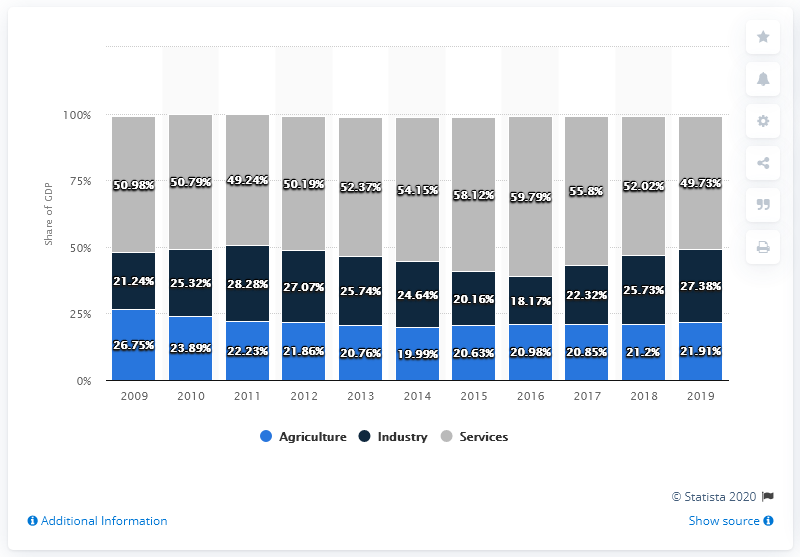 100%
75%
50%
25%
0%
Share of GDP
50.98% 50.79% 49.24% 50.19% 52.37% 54.15% 58.12% 59.79% 55.8% 52.02% 49.73%
21.24% 25.32% 28.28% 27.07% 25.74% 24.64% 20.16% 18.17% 22.32% 25.73% 27.38%
26.75% 23.89% 22.23% 21.86% 20.76% 19.99% 20.63% 20.98% 20.85% 21.2% 21.91%
2009 2010 2011 2012 2013 2014 2015 2016 2017 2018 2019
Agriculture Industry Services
© Statista 2020
Additional Information
Show source